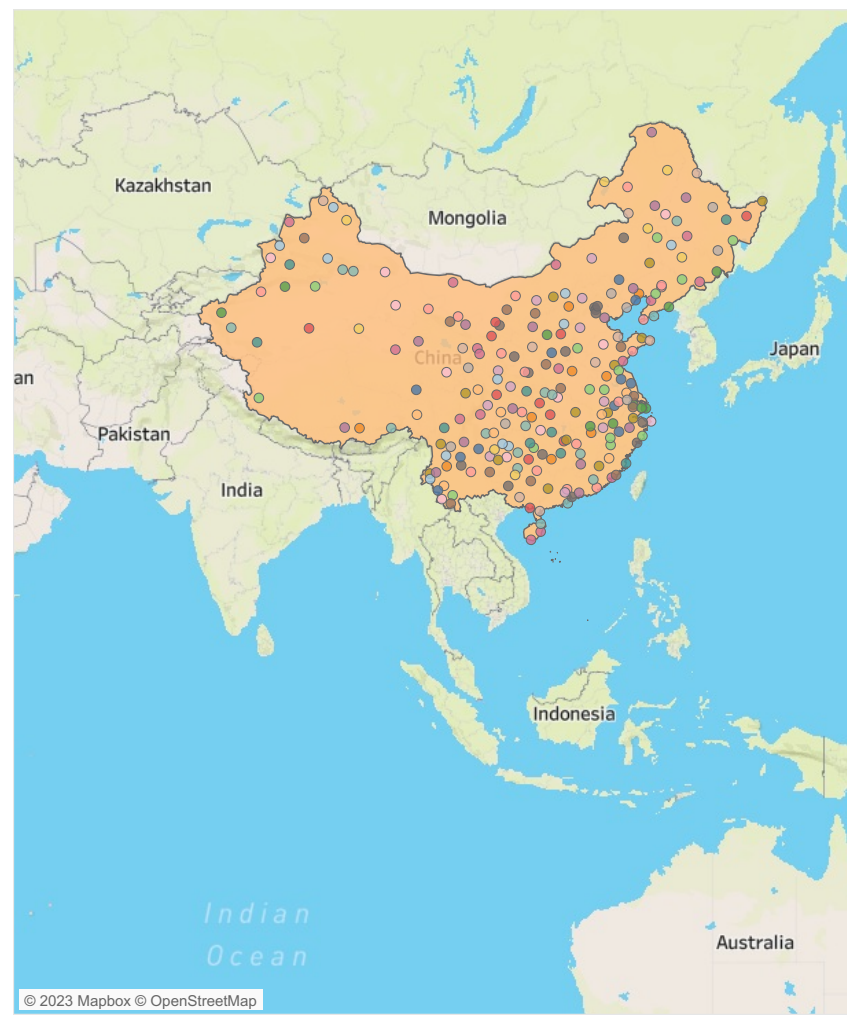 Kazakhstan
Mongolia
China
Japan
an
Pakistan
India
Indonesia
Indian
Ocean
Australia
© 2023 Mapbox © OpenStreetMap